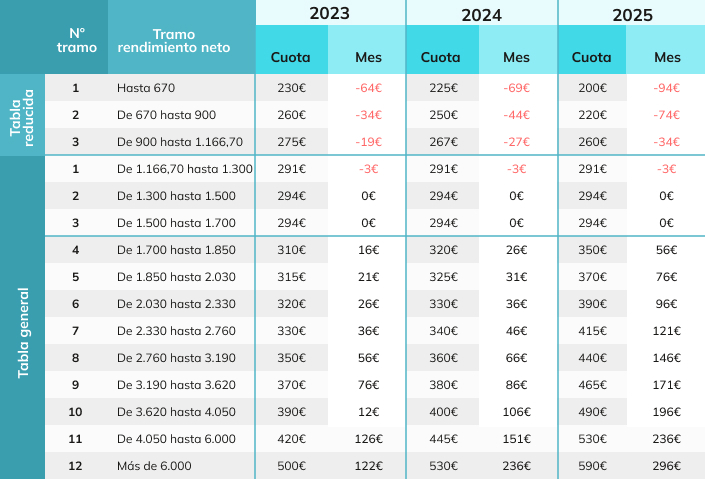 2023 2024 2025
Nº tramo Tramo rendimiento neto Cuota Mes Cuota Mes Cuota Mes
Tabla reducida
1 Hasta 670 230€ -64€ 225€ -69€ 200€ -94€
2 De 670 hasta 900 260€ -34€ 250€ -44€ 220€ -74€
3 De 900 hasta 1.166,70 275€ -19€ 267€ -27€ 260€ -34€
Tabla general
1 De 1.166,70 hasta 1.300 291€ -3€ 291€ -3€ 291€ -3€
2 De 1.300 hasta 1.500 294€ 0€ 294€ 0€ 294€ 0€
3 De 1.500 hasta 1.700 294€ 0€ 294€ 0€ 294€ 0€
4 De 1.700 hasta 1.850 310€ 16€ 320€ 26€ 350€ 56€
5 De 1.850 hasta 2.030 315€ 21€ 325€ 31€ 370€ 76€
6 De 2.030 hasta 2.330 320€ 26€ 330€ 36€ 390€ 96€
7 De 2.330 hasta 2.760 330€ 36€ 340€ 46€ 415€ 121€
8 De 2.760 hasta 3.190 350€ 56€ 360€ 66€ 440€ 146€
9 De 3.190 hasta 3.620 370€ 76€ 380€ 86€ 465€ 171€
10 De 3.620 hasta 4.050 390€ 12€ 400€ 106€ 490€ 196€
11 De 4.050 hasta 6.000 420€ 126€ 445€ 151€ 530€ 236€
12 Más de 6.000 500€ 122€ 530€ 236€ 590€ 296€